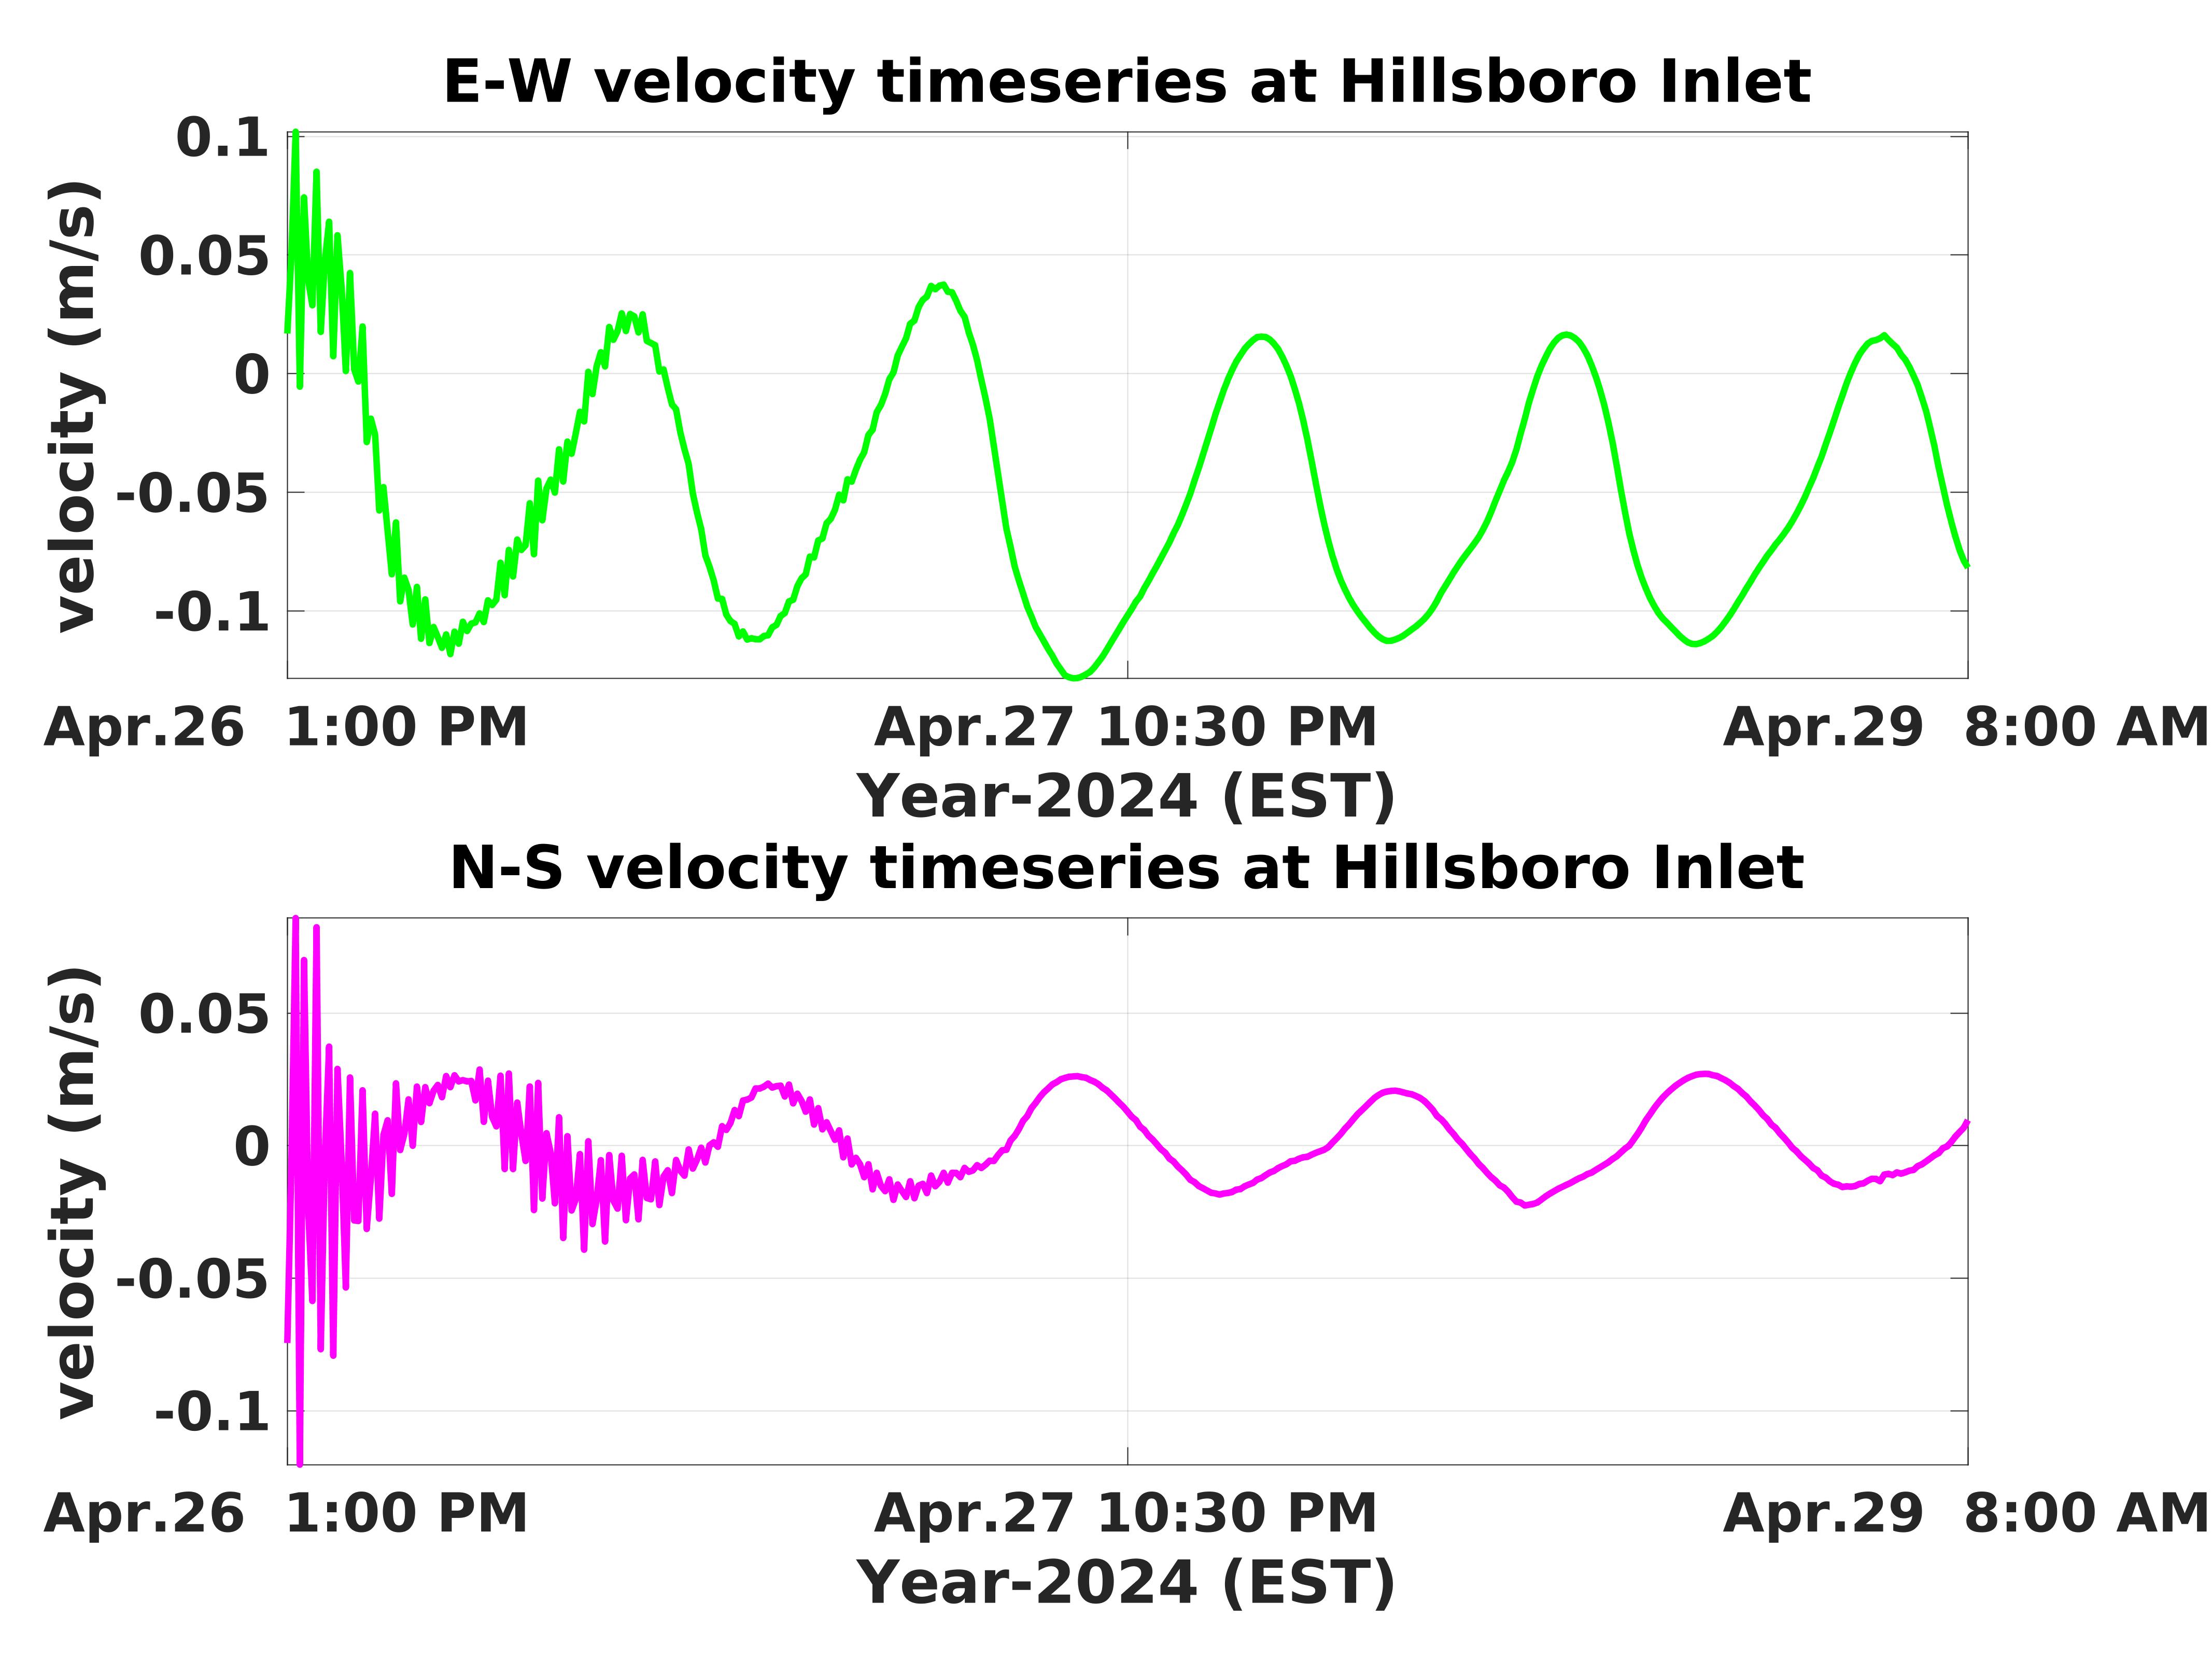 E-W velocity timeseries at Hillsboro Inlet
0.1
0.05
0
-0.05
-0.1
velocity (m/s)
Apr.26  1:00 PM
Apr.27 10:30 PM
Apr.29  8:00 AM
Year-2024 (EST)
N-S velocity timeseries at Hillsboro Inlet
0.05
0
-0.05
-0.1
velocity (m/s)
Apr.26  1:00 PM
Apr.27 10:30 PM
Apr.29  8:00 AM
Year-2024 (EST)